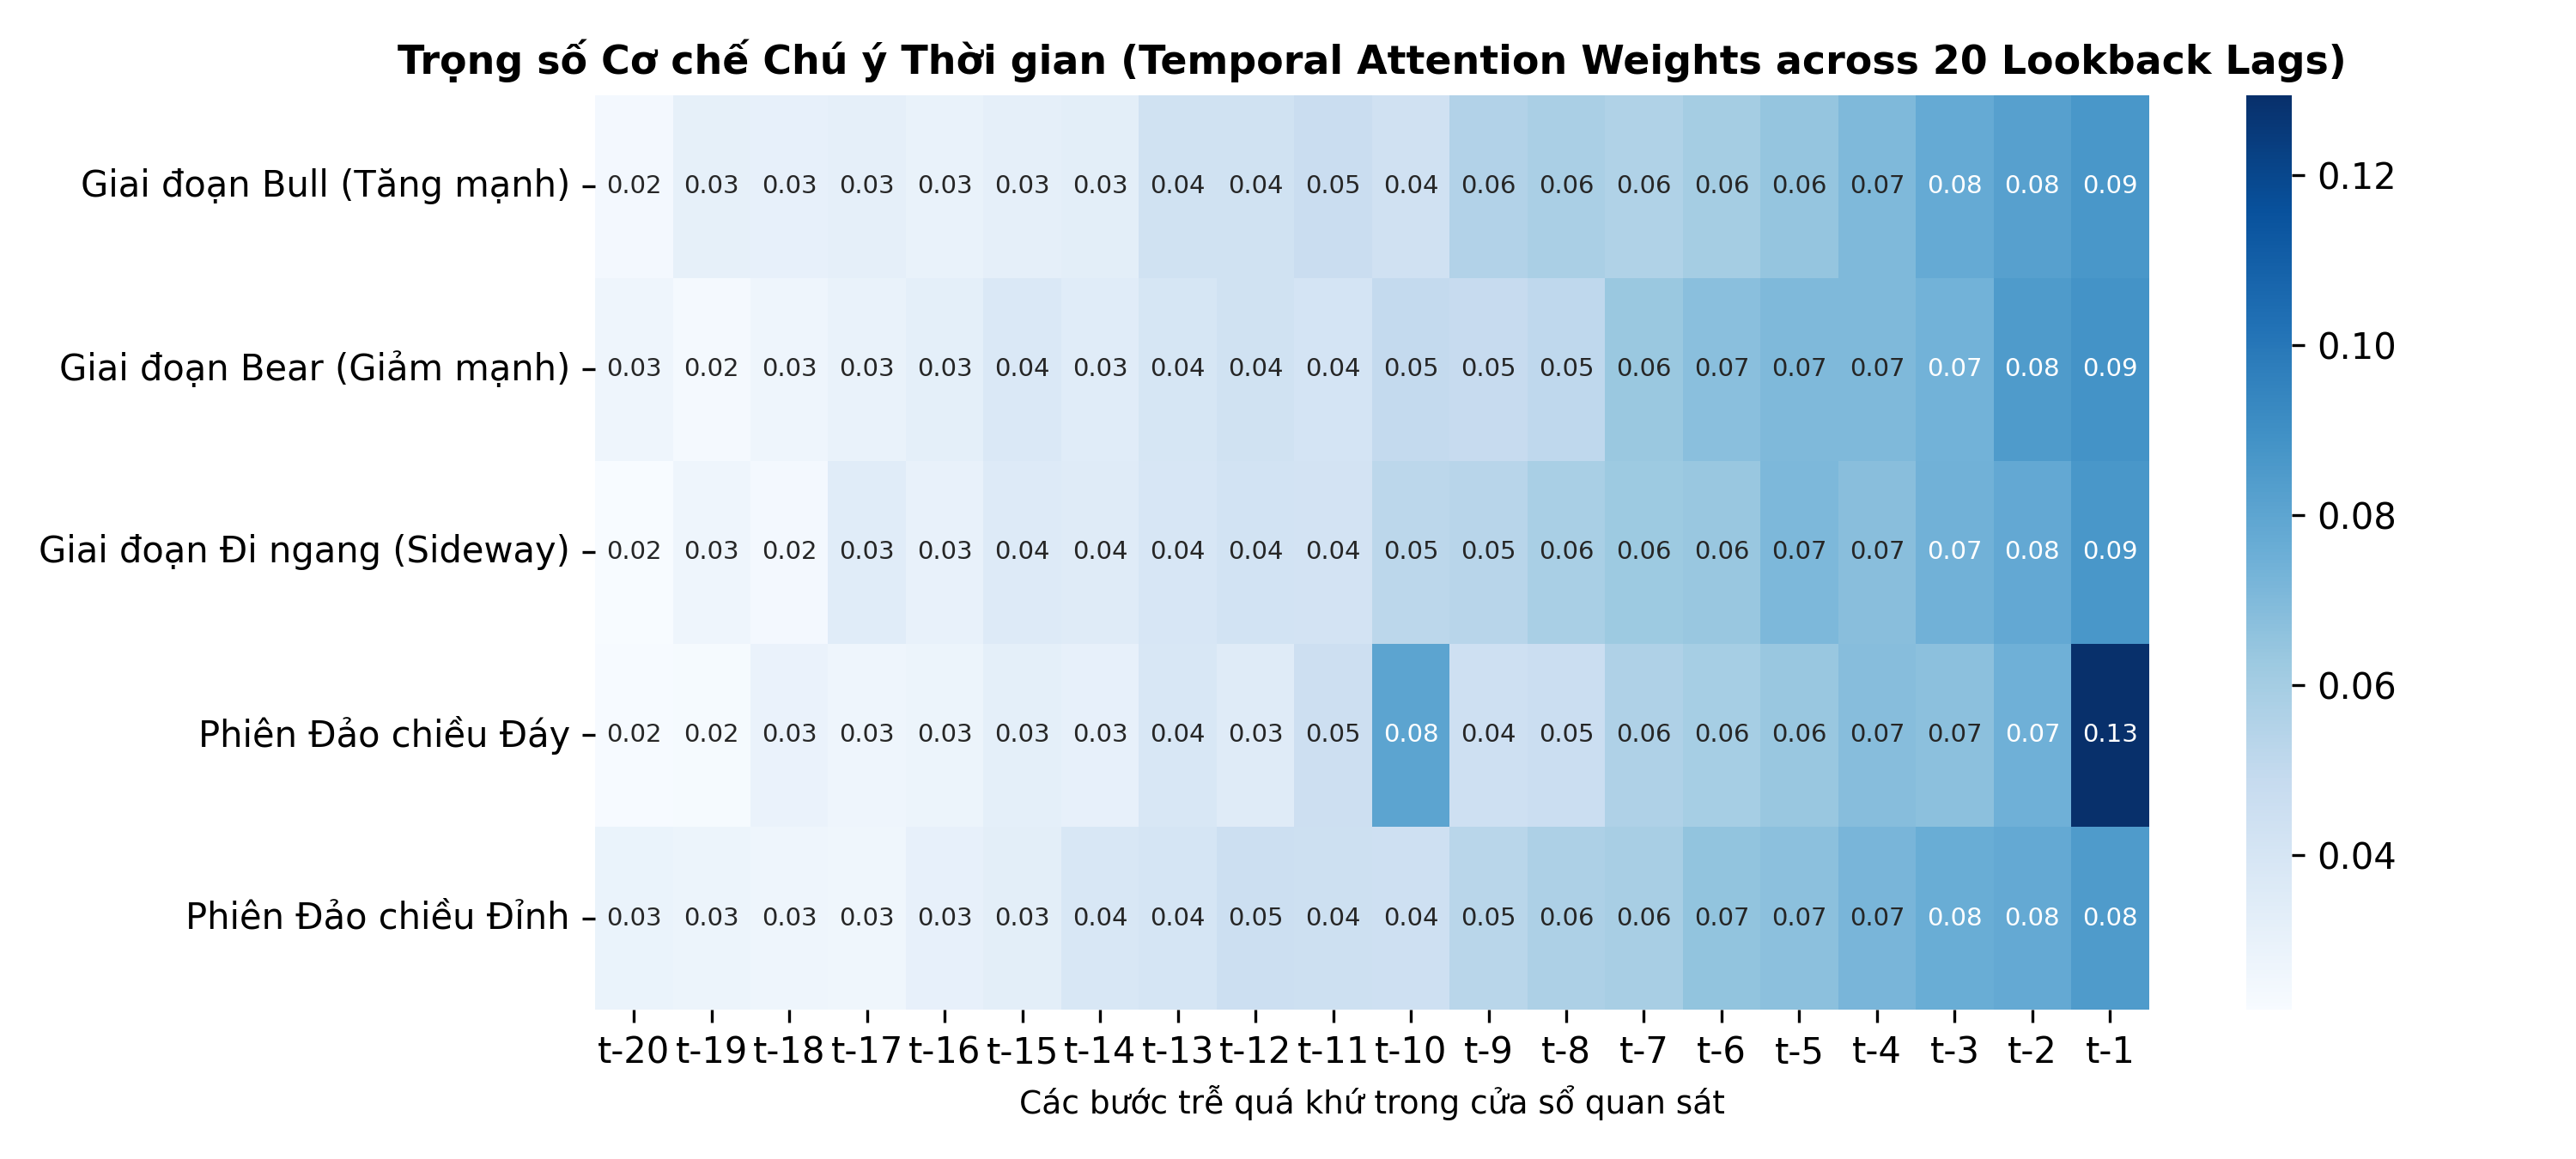 Trọng số Cơ chế Chú ý Thời gian (Temporal Attention Weights across 20 Lookback Lags)
Giai đoạn Bull (Tăng mạnh) 0.02 0.03 0.03 0.03 0.03 0.03 0.03 0.04 0.04 0.05 0.04 0.06 0.06 0.06 0.06 0.06 0.07 0.08 0.08 0.09
Giai đoạn Bear (Giảm mạnh) 0.03 0.02 0.03 0.03 0.03 0.04 0.03 0.04 0.04 0.04 0.05 0.05 0.05 0.06 0.07 0.07 0.07 0.07 0.08 0.09
Giai đoạn Đi ngang (Sideway) 0.02 0.03 0.02 0.03 0.03 0.04 0.04 0.04 0.04 0.04 0.05 0.05 0.06 0.06 0.06 0.07 0.07 0.07 0.08 0.09
Phiên Đảo chiều Đáy 0.02 0.02 0.03 0.03 0.03 0.03 0.03 0.04 0.03 0.05 0.08 0.04 0.05 0.06 0.06 0.06 0.07 0.07 0.07 0.13
Phiên Đảo chiều Đỉnh 0.03 0.03 0.03 0.03 0.03 0.03 0.04 0.04 0.05 0.04 0.04 0.05 0.06 0.06 0.07 0.07 0.07 0.08 0.08 0.08
t-20 t-19 t-18 t-17 t-16 t-15 t-14 t-13 t-12 t-11 t-10 t-9 t-8 t-7 t-6 t-5 t-4 t-3 t-2 t-1
Các bước trễ quá khứ trong cửa sổ quan sát
0.12
0.10
0.08
0.06
0.04